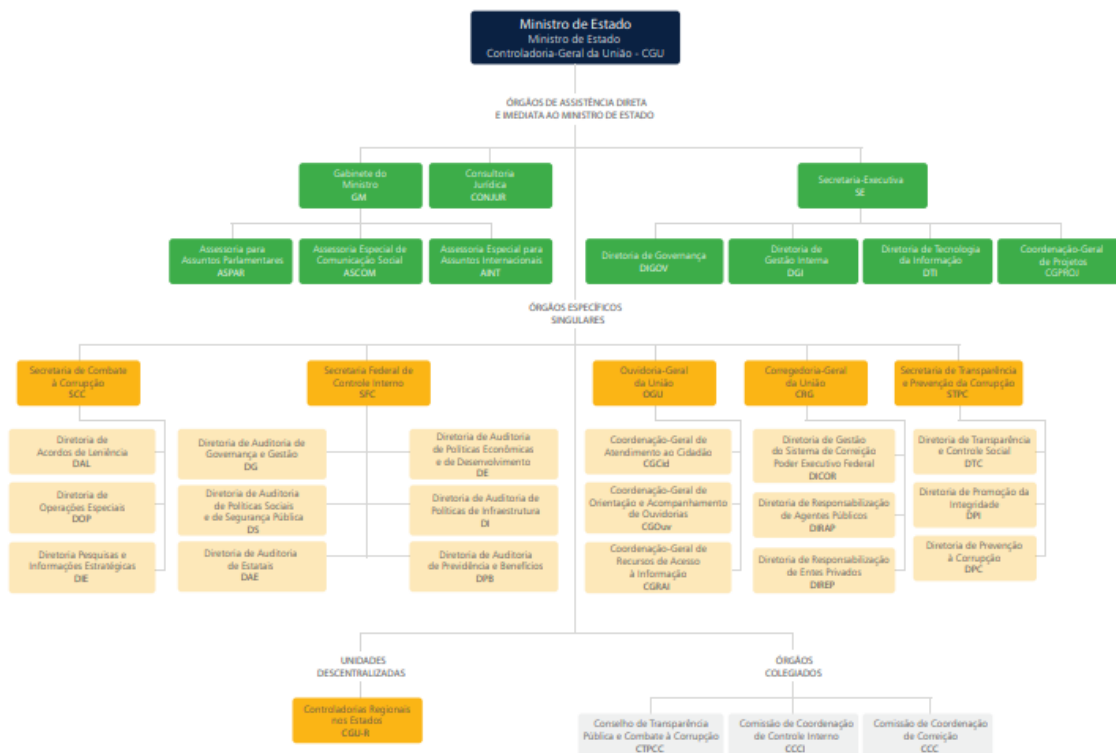 Ministro de Estado
Ministro de Estado
Controladoria-Geral da União - CGU
ÓRGÃOS DE ASSISTÊNCIA DIRETA
E IMEDIATA AO MINISTRO DE ESTADO
Gabinete do
Ministro
GM
Consultoria
Jurídica
CONJUR
Secretaria-Executiva
SE
Assessoria para
Assuntos Parlamentares
ASPAR
Assessoria Especial de
Comunicação Social
ASCOM
Assessoria Especial para
Assuntos Internacionais
AINT
Diretoria de Governança
DIGOV
Diretoria de
Gestão Interna
DGI
Diretoria de Tecnologia
da Informação
DTI
Coordenação-Geral
de Projetos
CGPROJ
ÓRGÃOS ESPECÍFICOS
SINGULARES
Secretaria de Combate
à Corrupção
SCC
Secretaria Federal de
Controle Interno
SFC
Ouvidoria-Geral
da União
OGU
Corregedoria-Geral
da União
CRG
Secretaria de Transparência
e Prevenção da Corrupção
STPC
Diretoria de
Acordos de Leniência
DAL
Diretoria de
Operações Especiais
DOP
Diretoria Pesquisas e
Informações Estratégicas
DIE
Diretoria de Auditoria de
Governança e Gestão
DG
Diretoria de Auditoria
de Políticas Sociais
e de Segurança Pública
DS
Diretoria de Auditoria
de Estatais
DAE
Diretoria de Auditoria
de Políticas Econômicas
e de Desenvolvimento
DE
Diretoria de Auditoria de
Políticas de Infraestrutura
DI
Diretoria de Auditoria
de Previdência e Benefícios
DPB
Coordenação-Geral de
Atendimento ao Cidadão
CGCid
Coordenação-Geral de
Orientação e Acompanhamento
de Ouvidorias
CGOuv
Coordenação-Geral de
Recursos de Acesso
à Informação
CGRAI
Diretoria de Gestão
do Sistema de Correição
Poder Executivo Federal
DICOR
Diretoria de Responsabilização
de Agentes Públicos
DIRAP
Diretoria de Responsabilização
de Entes Privados
DIREP
Diretoria de Transparência
e Controle Social
DTC
Diretoria de Promoção da
Integridade
DPI
Diretoria de Prevenção
à Corrupção
DPC
UNIDADES
DESCENTRALIZADAS
ÓRGÃOS
COLEGIADOS
Controladorias Regionais
nos Estados
CGU-R
Conselho de Transparência
Pública e Combate à Corrupção
CTPCC
Comissão de Coordenação
de Controle Interno
CCCI
Comissão de Coordenação
de Correição
CCC